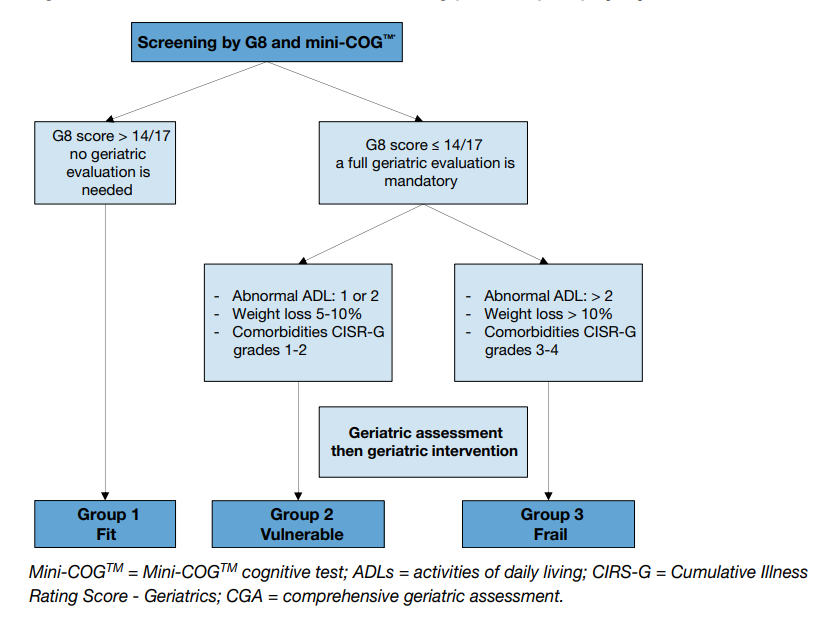 Screening by G8 and mini-COG™*
G8 score > 14/17
no geriatric
evaluation is
needed
G8 score ≤ 14/17
a full geriatric evaluation is
mandatory
- Abnormal ADL: 1 or 2
- Weight loss 5-10%
- Comorbidities CISR-G
grades 1-2
- Abnormal ADL: > 2
- Weight loss > 10%
- Comorbidities CISR-G
grades 3-4
Geriatric assessment
then geriatric intervention
Group 1
Fit
Group 2
Vulnerable
Group 3
Frail
Mini-COG™ = Mini-COG™ cognitive test; ADLs = activities of daily living; CIRS-G = Cumulative Illness
Rating Score - Geriatrics; CGA = comprehensive geriatric assessment.